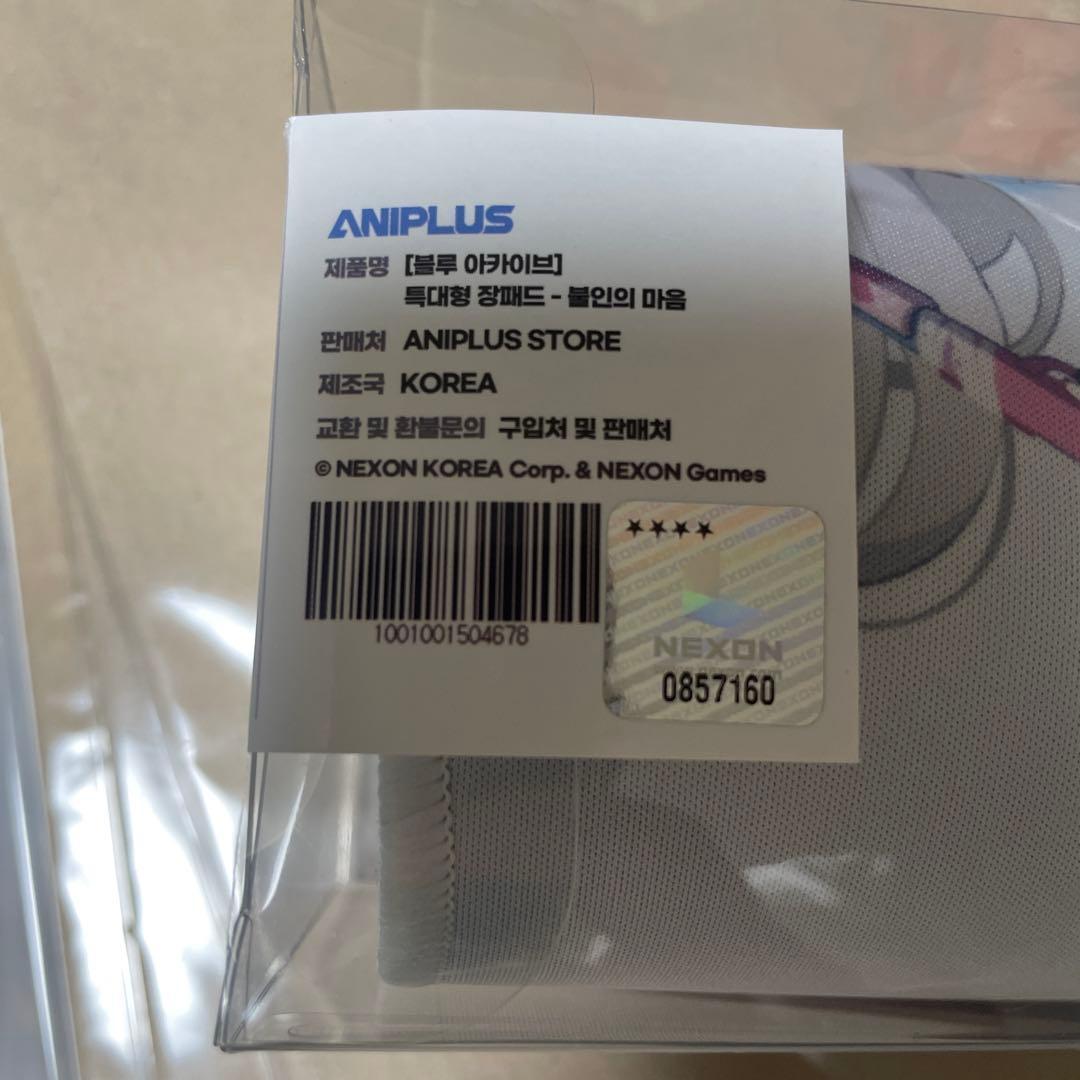 ANIPLUS
제품명 [블루 아카이브]
특대형 장패드 - 불인의 마음
판매처 ANIPLUS STORE
제조국 KOREA
교환 및 환불문의 구입처 및 판매처
© NEXON KOREA Corp. & NEXON Games
1001001504678
NEXON
0857160